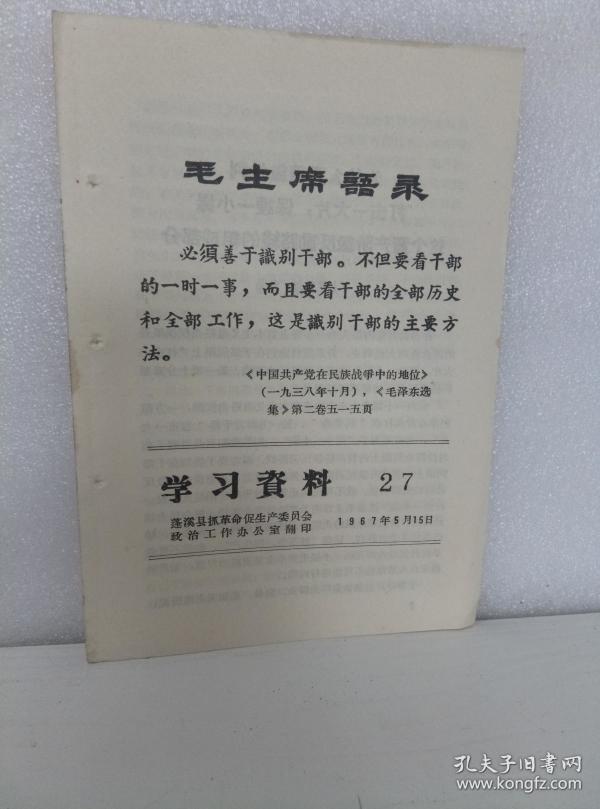 毛主席語录
必須善于識別干部。不但要看干部
的一时一事，而且要看干部的全部历史
和全部工作，这是識別干部的主要方
法。
《中国共产党在民族战爭中的地位》
（一九三八年十月），《毛泽东选
集》第二卷五一五页
学习資料 27
蓬溪县抓革命促生产委員会
政治工作办公室翻印
1967年5月15日
孔夫子旧書网
www.kongfz.com